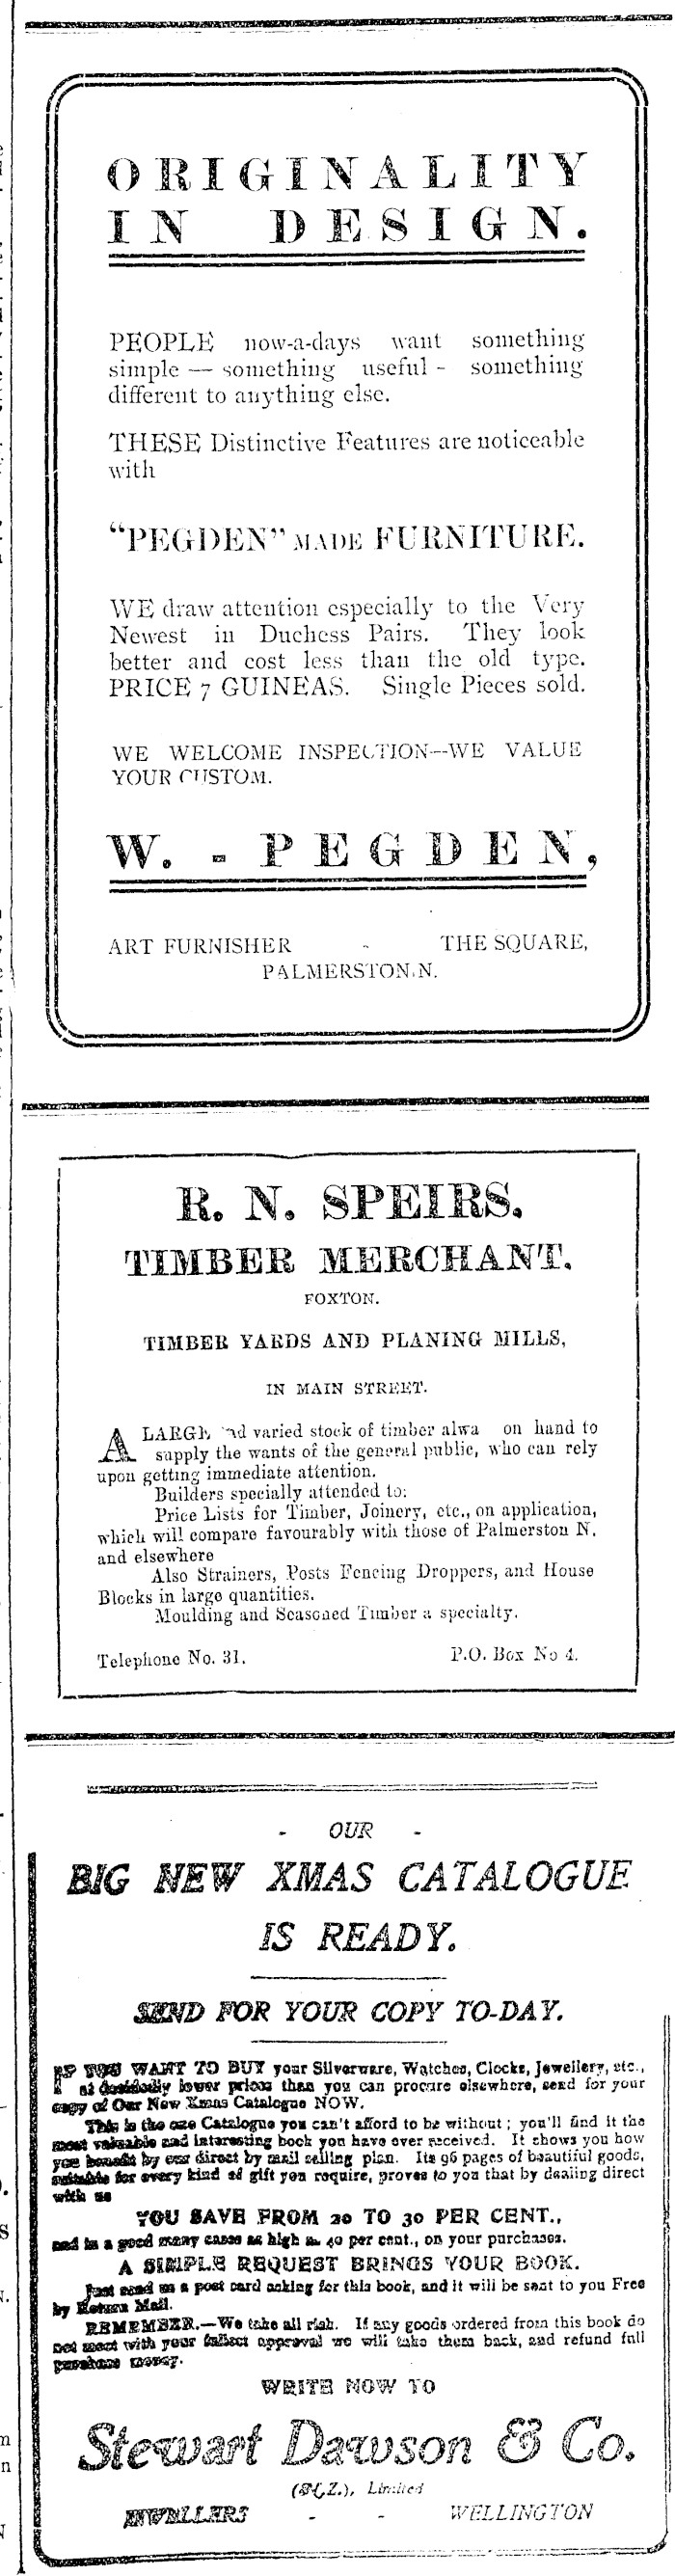 ORIGINALITY
IN DESIGN.
PEOPLE now-a-days want something
simple — something useful - something
different to anything else.
THESE Distinctive Features are noticeable
with
"PEGDEN" MADE FURNITURE.
WE draw attention especially to the Very
Newest in Duchess Pairs. They look
better and cost less than the old type.
PRICE 7 GUINEAS. Single Pieces sold.
WE WELCOME INSPECTION—WE VALUE
YOUR CUSTOM.
W. - PEGDEN,
ART FURNISHER - THE SQUARE,
PALMERSTON.N.
R. N. SPEIRS.
TIMBER MERCHANT.
FOXTON.
TIMBER YARDS AND PLANING MILLS,
IN MAIN STREET.
A LARGE and varied stock of timber alwa on hand to
supply the wants of the general public, who can rely
upon getting immediate attention.
Builders specially attended to:
Price Lists for Timber, Joinery, etc., on application,
which will compare favourably with those of Palmerston N.
and elsewhere
Also Strainers, Posts Fencing Droppers, and House
Blocks in large quantities.
Moulding and Seasoned Timber a specialty.
Telephone No. 31. P.O. Box No 4.
- OUR -
BIG NEW XMAS CATALOGUE
IS READY.
SEND FOR YOUR COPY TO-DAY.
IF YOU WANT TO BUY your Silverware, Watches, Clocks, Jewellery, etc.,
at decidedly lower prices than you can procure elsewhere, send for your
copy of Our New Xmas Catalogue NOW.
This is the one Catalogue you can't afford to be without; you'll find it the
most valuable and interesting book you have ever received. It shows you how
you benefit by our direct by mail selling plan. Its 96 pages of beautiful goods,
suitable for every kind of gift you require, proves to you that by dealing direct
with us
YOU SAVE FROM 20 TO 30 PER CENT.,
and in a good many cases as high as 40 per cent., on your purchases.
A SIMPLE REQUEST BRINGS YOUR BOOK.
Just send us a post card asking for this book, and it will be sent to you Free
by Return Mail.
REMEMBER.—We take all risk. If any goods ordered from this book do
not meet with your fullest approval we will take them back, and refund full
purchase money.
WRITE NOW TO
Stewart Dawson & Co.
(N.Z.), Limited
JEWELLERS - - WELLINGTON